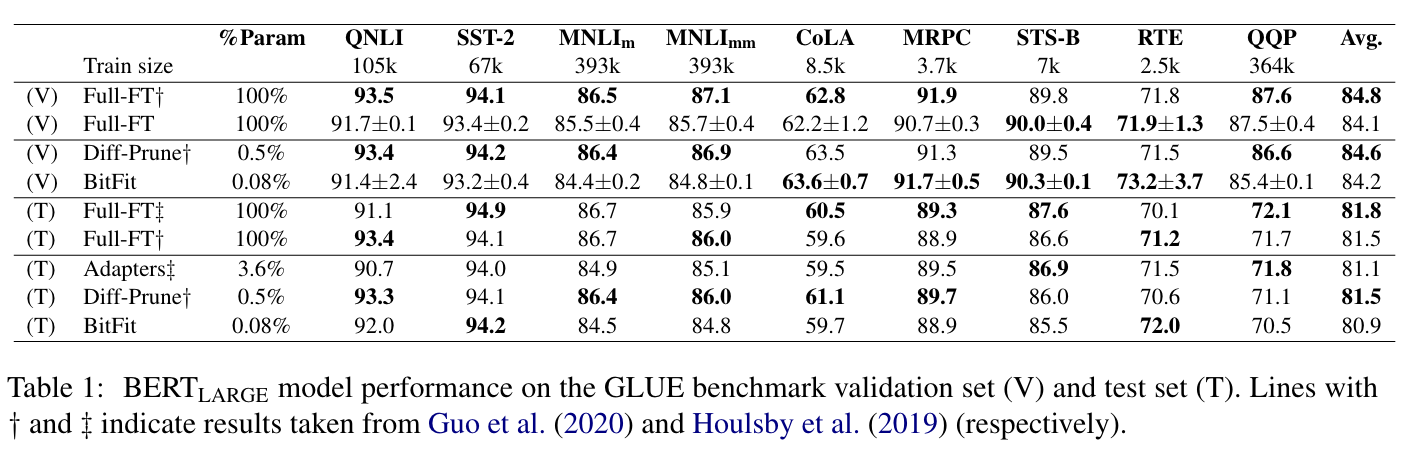 %Param QNLI SST-2 MNLIm MNLImm CoLA MRPC STS-B RTE QQP Avg.
Train size 105k 67k 393k 393k 8.5k 3.7k 7k 2.5k 364k
(V) Full-FT† 100% 93.5 94.1 86.5 87.1 62.8 91.9 89.8 71.8 87.6 84.8
(V) Full-FT 100% 91.7±0.1 93.4±0.2 85.5±0.4 85.7±0.4 62.2±1.2 90.7±0.3 90.0±0.4 71.9±1.3 87.5±0.4 84.1
(V) Diff-Prune† 0.5% 93.4 94.2 86.4 86.9 63.5 91.3 89.5 71.5 86.6 84.6
(V) BitFit 0.08% 91.4±2.4 93.2±0.4 84.4±0.2 84.8±0.1 63.6±0.7 91.7±0.5 90.3±0.1 73.2±3.7 85.4±0.1 84.2
(T) Full-FT‡ 100% 91.1 94.9 86.7 85.9 60.5 89.3 87.6 70.1 72.1 81.8
(T) Full-FT† 100% 93.4 94.1 86.7 86.0 59.6 88.9 86.6 71.2 71.7 81.5
(T) Adapters‡ 3.6% 90.7 94.0 84.9 85.1 59.5 89.5 86.9 71.5 71.8 81.1
(T) Diff-Prune† 0.5% 93.3 94.1 86.4 86.0 61.1 89.7 86.0 70.6 71.1 81.5
(T) BitFit 0.08% 92.0 94.2 84.5 84.8 59.7 88.9 85.5 72.0 70.5 80.9
Table 1: BERTLARGE model performance on the GLUE benchmark validation set (V) and test set (T). Lines with
† and ‡ indicate results taken from Guo et al. (2020) and Houlsby et al. (2019) (respectively).